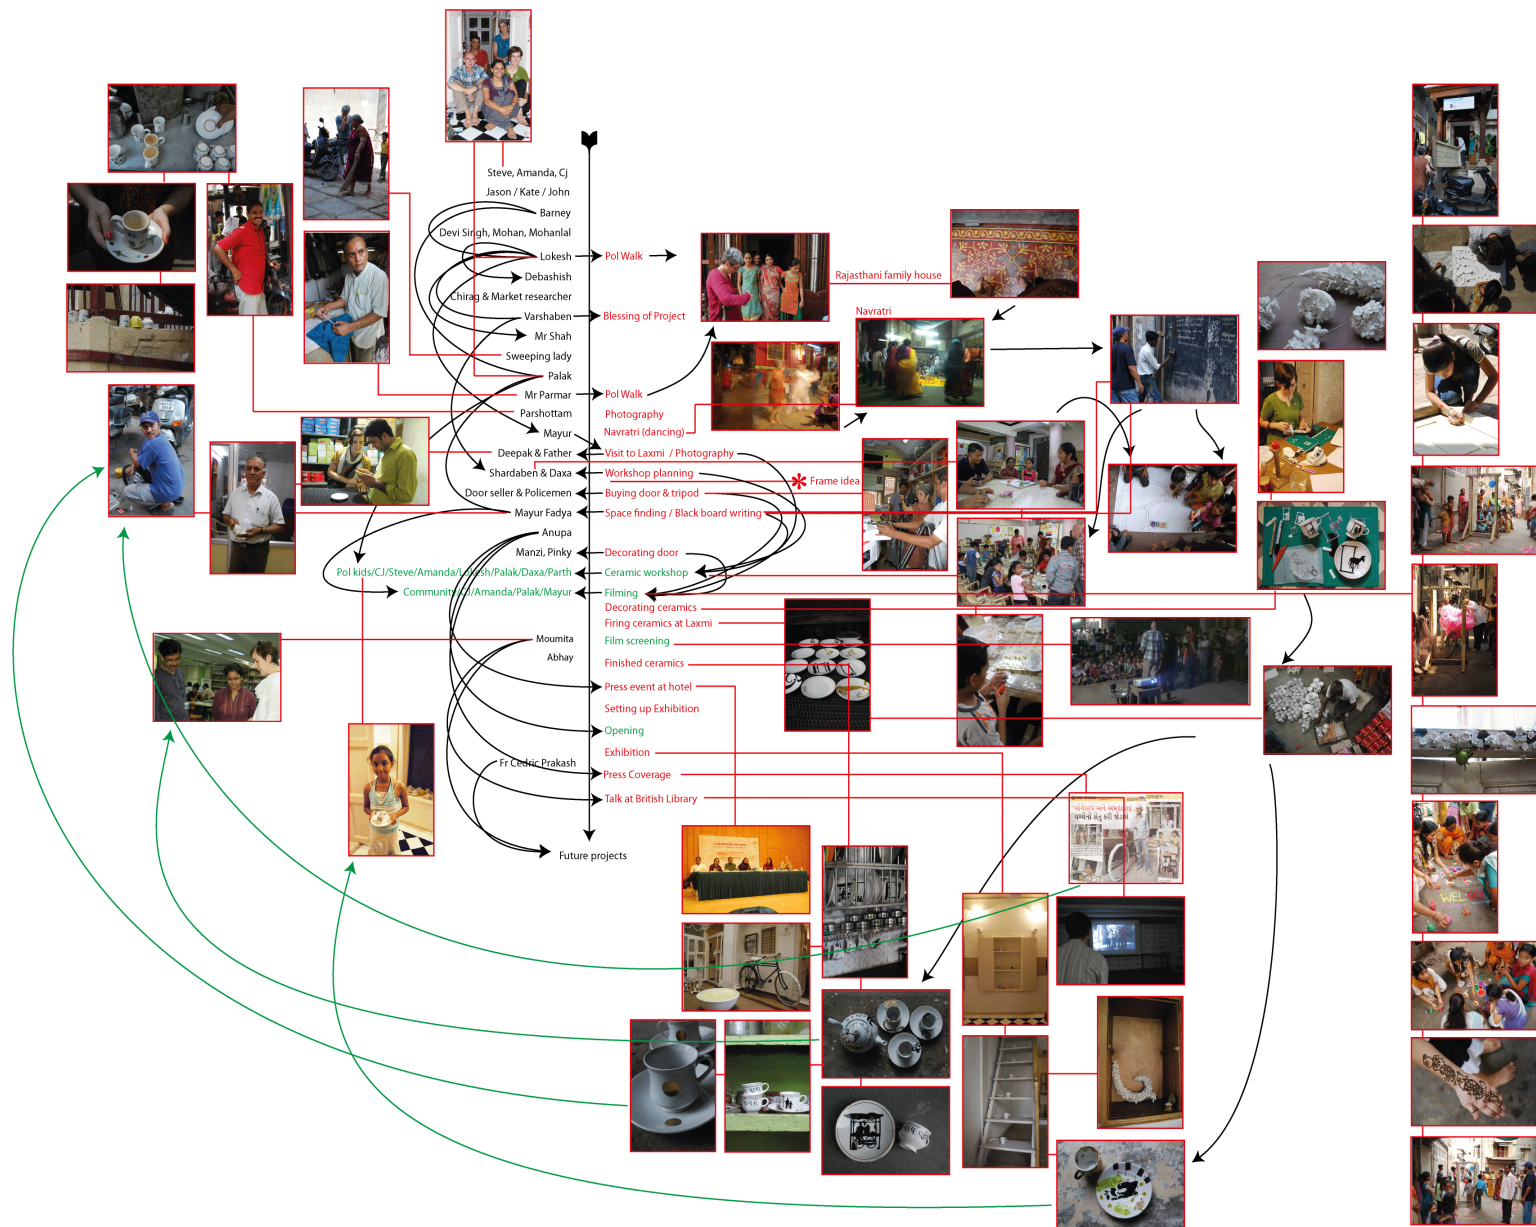 Steve, Amanda, Cj
Jason / Kate / John
Barney
Devi Singh, Mohan, Mohanlal
Lokesh
Pol Walk
Debashish
Chirag & Market researcher
Varshaben
Blessing of Project
Mr Shah
Sweeping lady
Palak
Mr Parmar
Pol Walk
Parshottam
Photography
Mayur
Navratri (dancing)
Deepak & Father
Visit to Laxmi / Photography
Shardaben & Daxa
Workshop planning
Frame idea
Door seller & Policemen
Buying door & tripod
Mayur Fadya
Space finding / Black board writing
Anupa
Manzi, Pinky
Decorating door
Pol kids/CJ/Steve/Amanda/Lokesh/Palak/Daxa/Parth
Ceramic workshop
Community/CJ/Amanda/Palak/Mayur
Filming
Decorating ceramics
Firing ceramics at Laxmi
Moumita
Film screening
Abhay
Finished ceramics
Press event at hotel
Setting up Exhibition
Opening
Exhibition
Fr Cedric Prakash
Press Coverage
Talk at British Library
Future projects
Rajasthani family house
Navratri